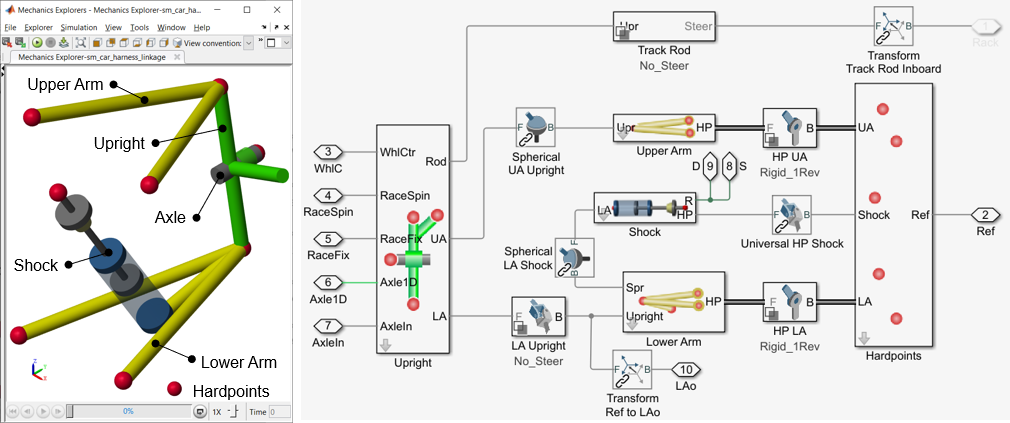 Mechanics Explorers - Mechanics Explorer-sm_car_ha...
File Explorer Simulation View Tools Window Help
View convention:
Mechanics Explorer-sm_car_harness_linkage
Upper Arm
Upright
Axle
Shock
Lower Arm
Hardpoints
Z
Y
X
0%
1X
Time 0
3
WhlC
4
RaceSpin
5
RaceFix
6
Axle1D
7
AxleIn
WhlCtr
RaceSpin
RaceFix
Axle1D
AxleIn
Rod
UA
LA
Upright
Upr
Steer
Track Rod
No_Steer
F
B
Transform
Track Rod Inboard
1
Rack
F
B
Spherical
UA Upright
Upr
HP
Upper Arm
F
B
HP UA
Rigid_1Rev
D
9
8
S
LA
R
HP
Shock
F
B
Spherical
LA Shock
F
B
Universal HP Shock
F
B
LA Upright
No_Steer
Spr
Upright
HP
Lower Arm
F
B
HP LA
Rigid_1Rev
F
B
Transform
Ref to LAo
10
LAo
UA
Shock
LA
Ref
Hardpoints
2
Ref